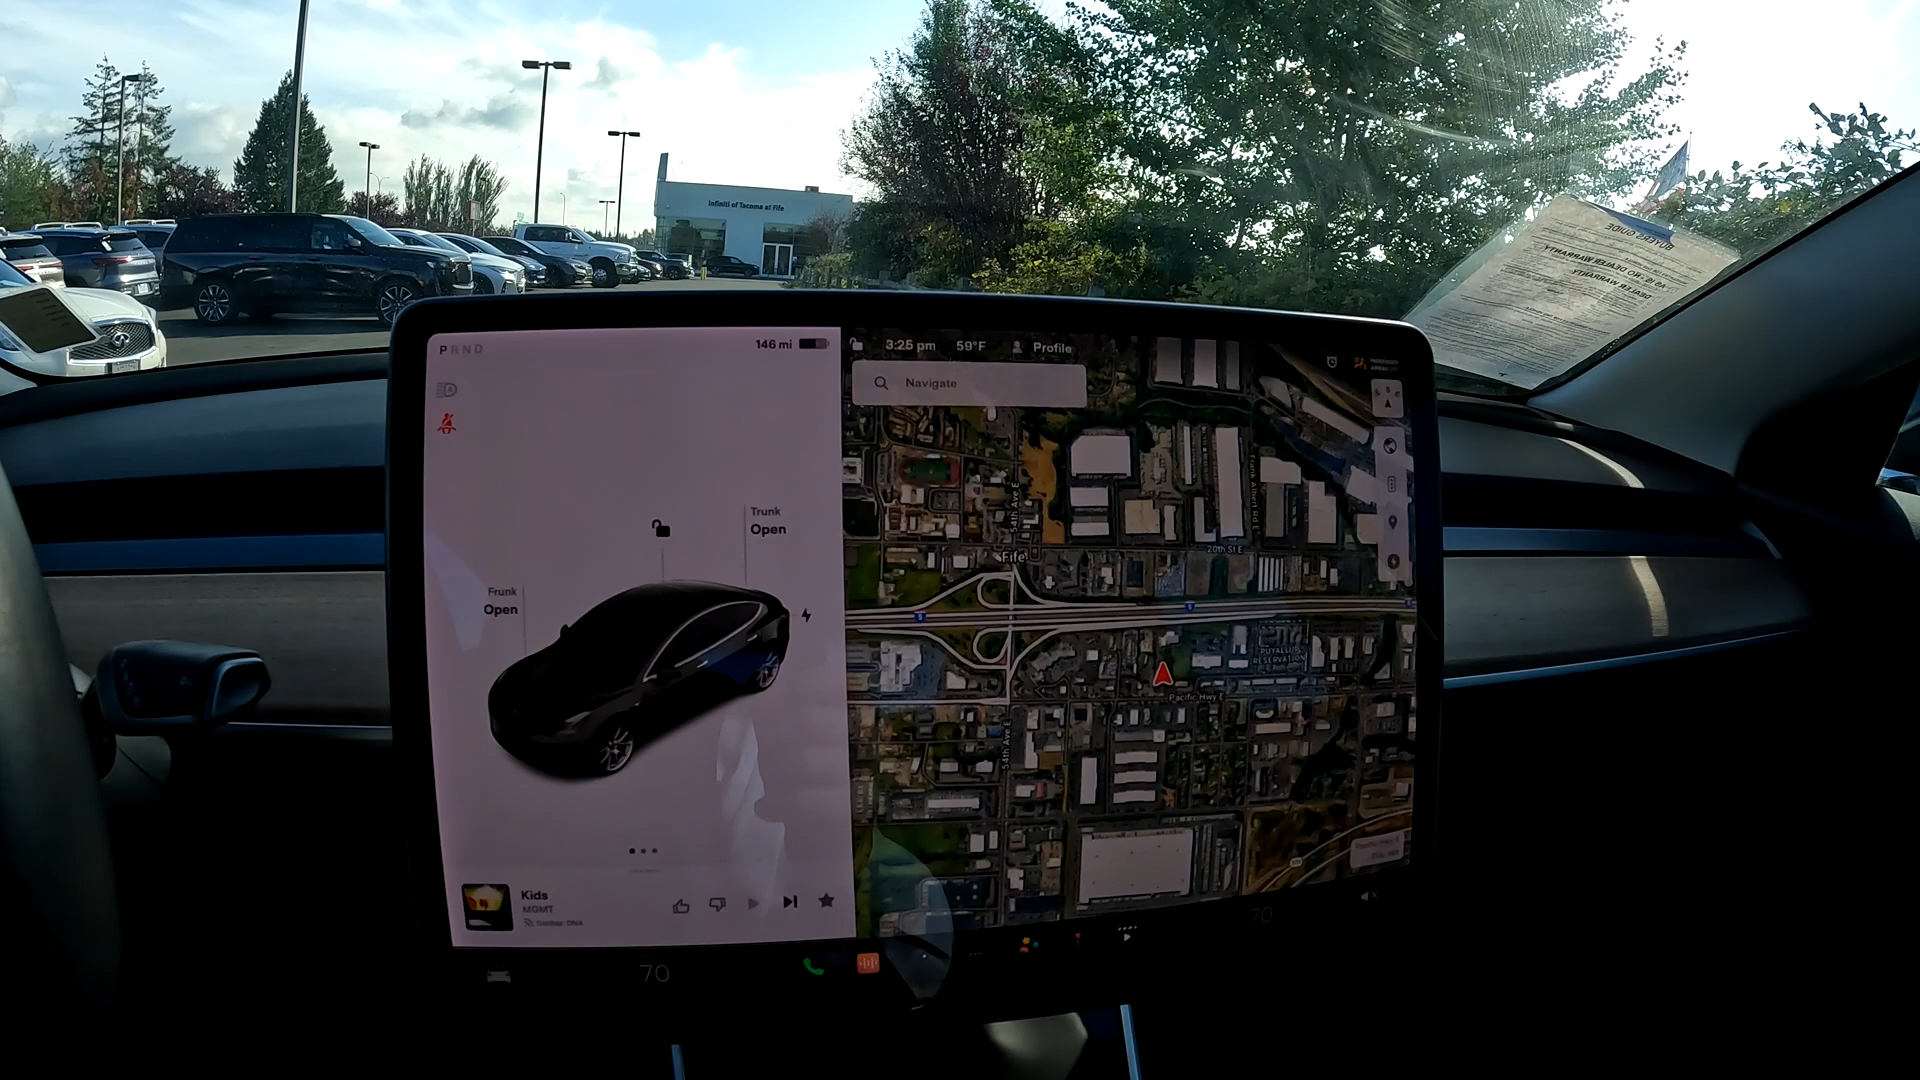 Infiniti of Tacoma at Fife
BUYERS GUIDE
AS IS - NO DEALER WARRANTY
DEALER WARRANTY
P R N D
146 mi
3:25 pm
59°F
Profile
Navigate
Trunk
Open
Frunk
Open
54th Ave E
Frank Albert Rd E
20th St E
Fife
5
5
PUYALLUP
RESERVATION
Pacific Hwy E
54th Ave E
Kids
MGMT
70
70